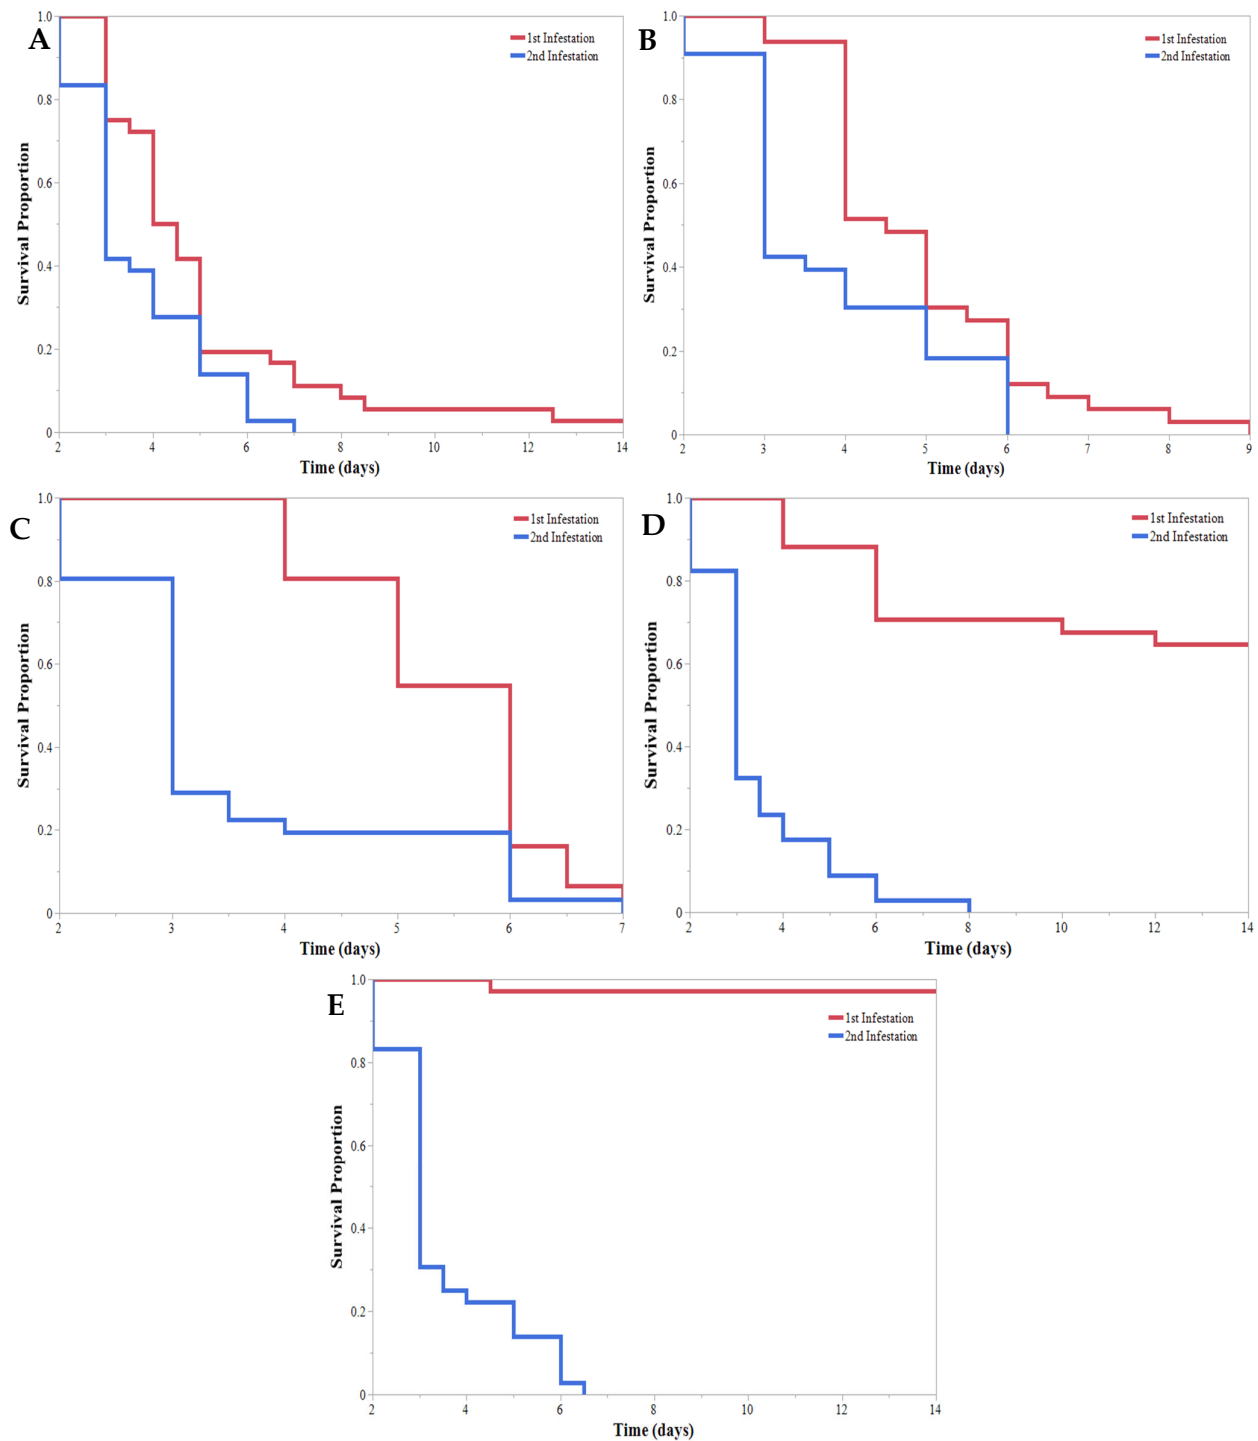 A
1st Infestation
2nd Infestation
Survival Proportion
1.0
0.8
0.6
0.4
0.2
0
2 4 6 8 10 12 14
Time (days)
B
1st Infestation
2nd Infestation
Survival Proportion
1.0
0.8
0.6
0.4
0.2
0
2 3 4 5 6 7 8 9
Time (days)
C
1st Infestation
2nd Infestation
Survival Proportion
1.0
0.8
0.6
0.4
0.2
0
2 3 4 5 6 7
Time (days)
D
1st Infestation
2nd Infestation
Survival Proportion
1.0
0.8
0.6
0.4
0.2
0
2 4 6 8 10 12 14
Time (days)
E
1st Infestation
2nd Infestation
Survival Proportion
1.0
0.8
0.6
0.4
0.2
0
2 4 6 8 10 12 14
Time (days)